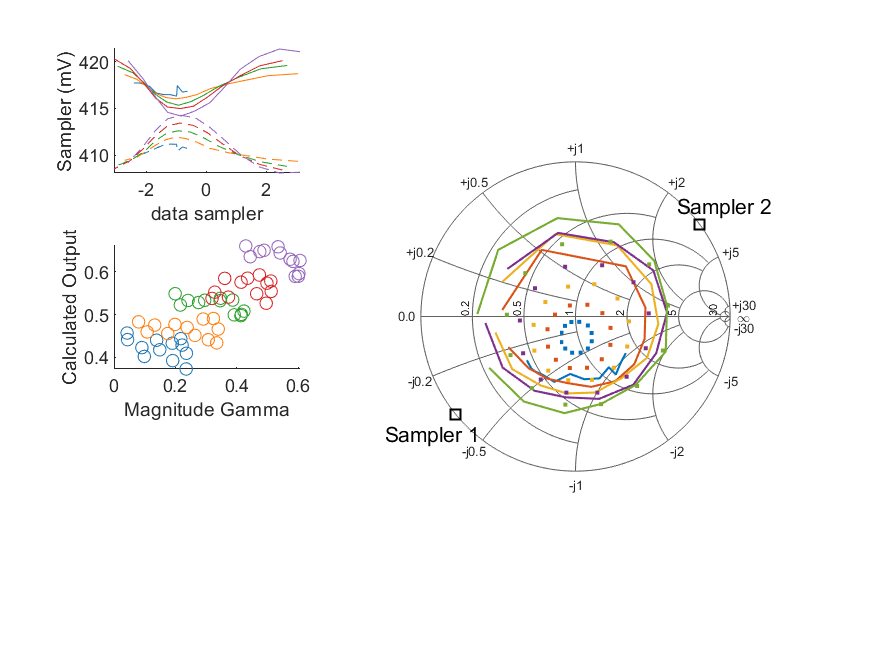 420
415
410
Sampler (mV)
-2 0 2
data sampler
0.6
0.5
0.4
Calculated Output
0 0.2 0.4 0.6
Magnitude Gamma
+j1
+j0.5
+j2
Sampler 2
+j0.2
+j5
0.0
0.2
0.5
1
2
5
30
+j30
∞
-j30
-j0.2
-j5
Sampler 1
-j0.5
-j2
-j1